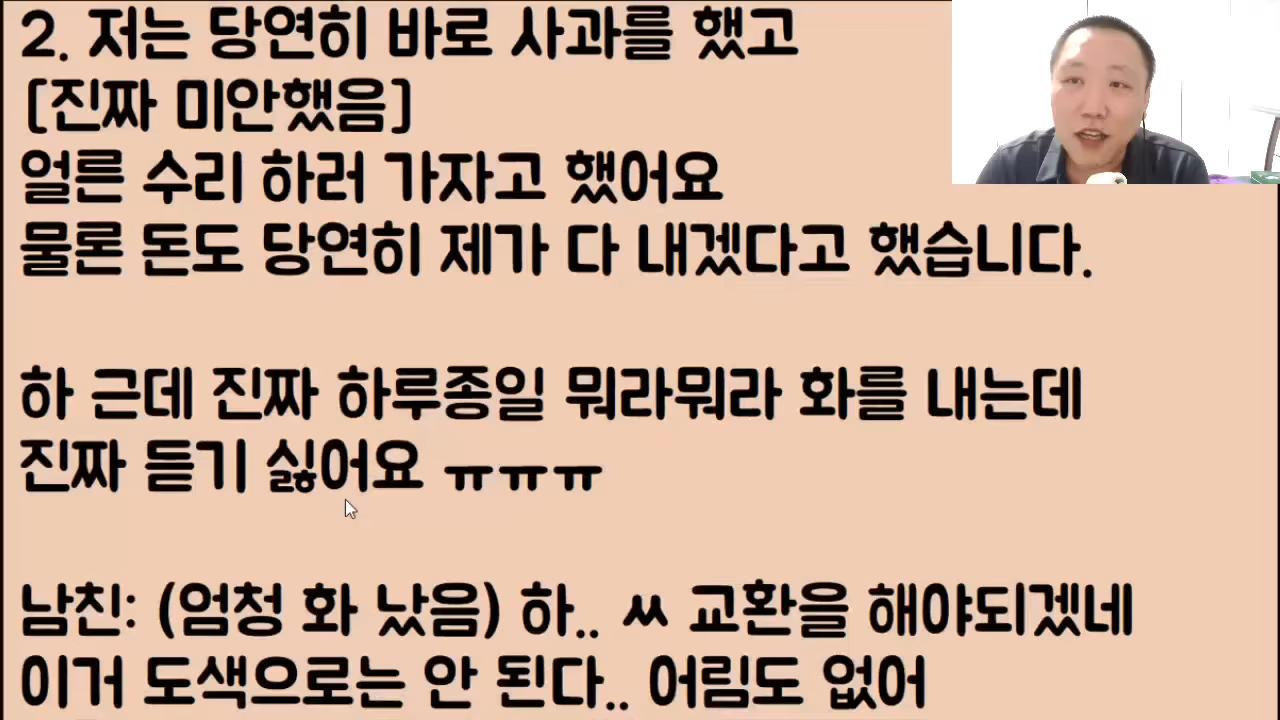 2. 저는 당연히 바로 사과를 했고
[진짜 미안했음]
얼른 수리 하러 가자고 했어요
물론 돈도 당연히 제가 다 내겠다고 했습니다.
하 근데 진짜 하루종일 뭐라뭐라 화를 내는데
진짜 듣기 싫어요 ㅠㅠㅠ
남친: (엄청 화 났음) 하.. ㅆ 교환을 해야되겠네
이거 도색으로는 안 된다.. 어림도 없어